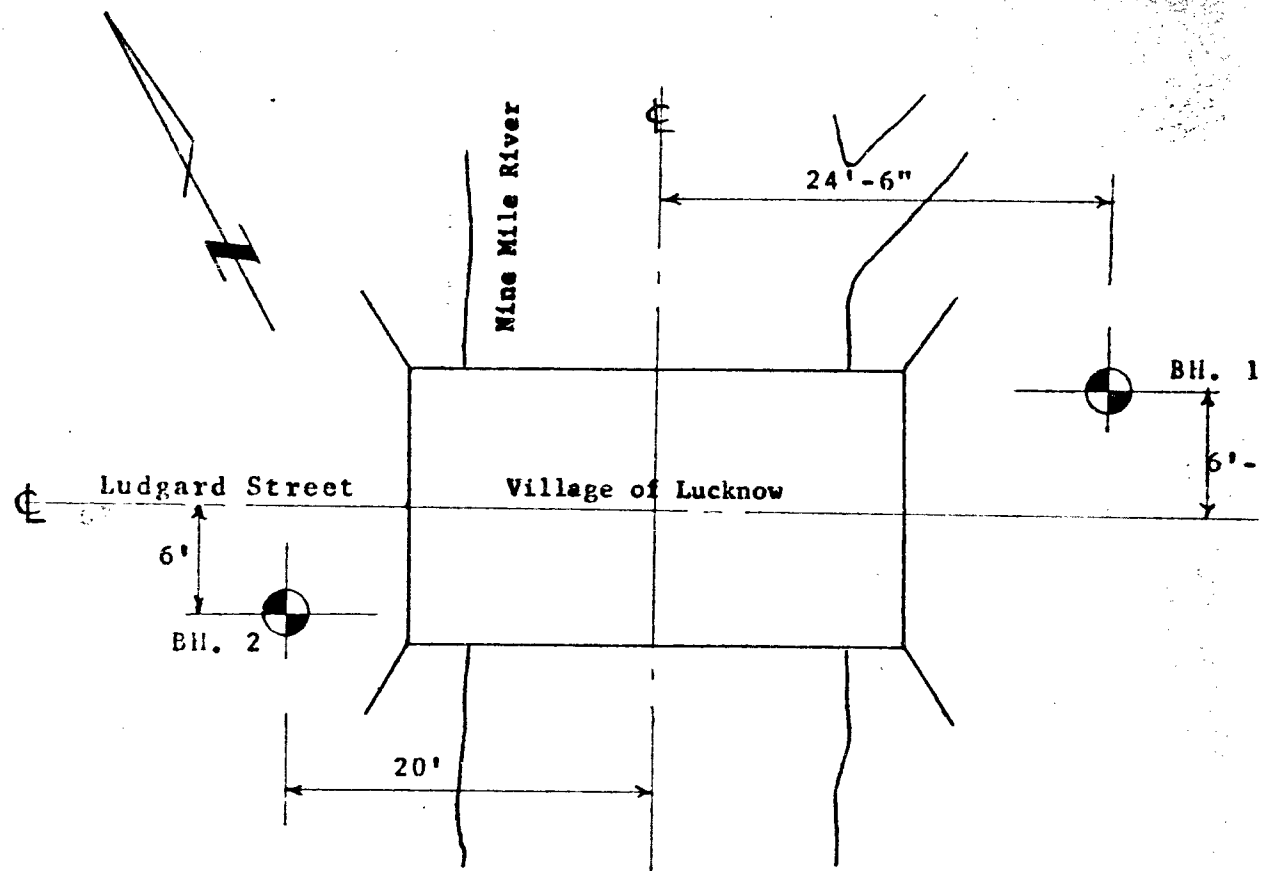 ℄
Nine Mile River
24'-6"
N
BH. 1
6'-
℄ Ludgard Street
Village of Lucknow
6'
BH. 2
20'